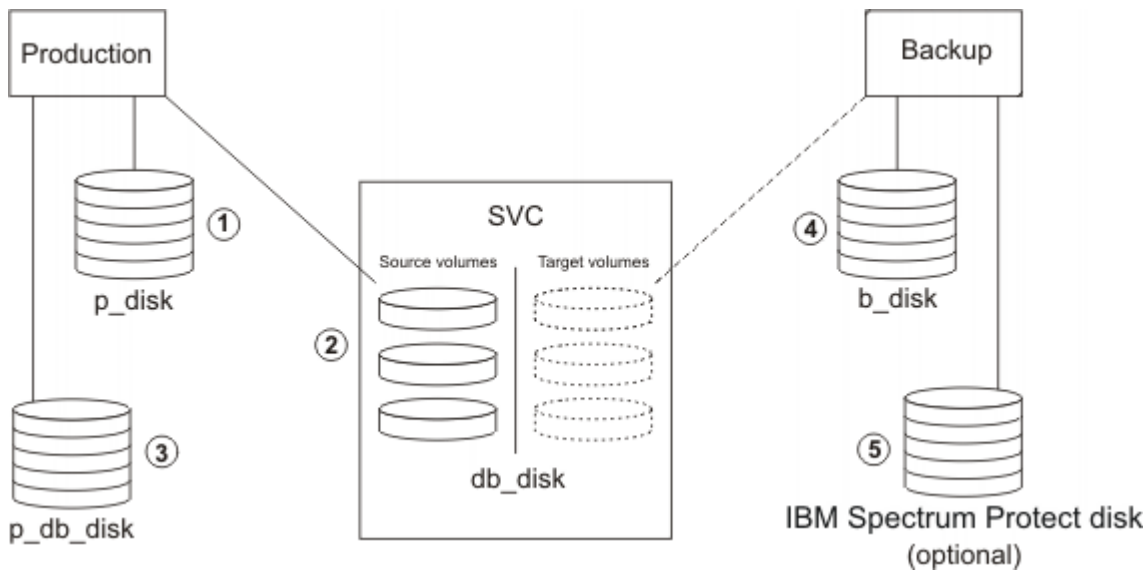 Production
Backup
1
p_disk
SVC
Source volumes
Target volumes
2
db_disk
3
p_db_disk
4
b_disk
5
IBM Spectrum Protect disk
(optional)